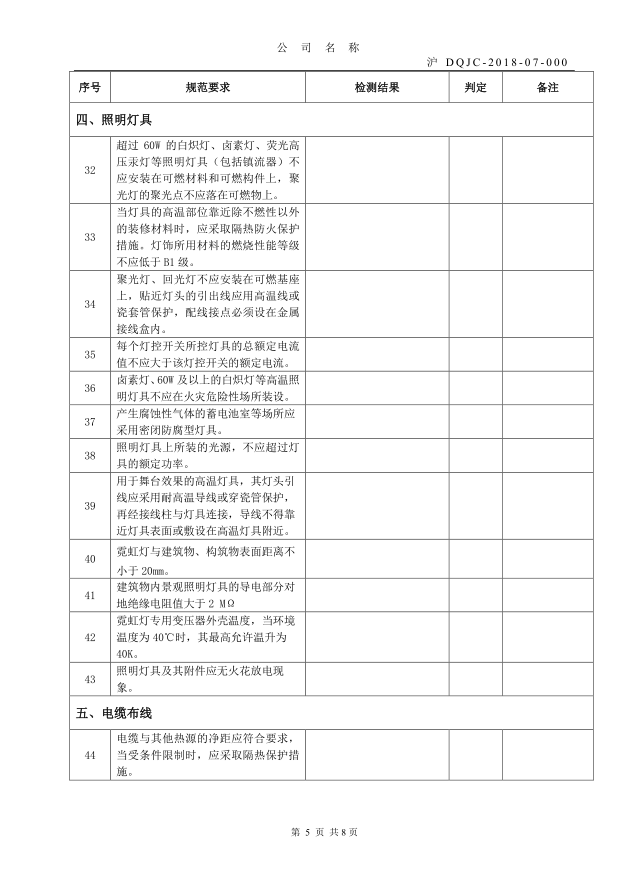 公 司 名 称
沪 DQJC-2018-07-000
序号 规范要求 检测结果 判定 备注
四、照明灯具
32
超过 60W 的白炽灯、卤素灯、荧光高
压汞灯等照明灯具（包括镇流器）不
应安装在可燃材料和可燃构件上，聚
光灯的聚光点不应落在可燃物上。
33
当灯具的高温部位靠近除不燃性以外
的装修材料时，应采取隔热防火保护
措施。灯饰所用材料的燃烧性能等级
不应低于 B1 级。
34
聚光灯、回光灯不应安装在可燃基座
上，贴近灯头的引出线应用高温线或
瓷套管保护，配线接点必须设在金属
接线盒内。
35
每个灯控开关所控灯具的总额定电流
值不应大于该灯控开关的额定电流。
36
卤素灯、60W 及以上的白炽灯等高温照
明灯具不应在火灾危险性场所装设。
37
产生腐蚀性气体的蓄电池室等场所应
采用密闭防腐型灯具。
38
照明灯具上所装的光源，不应超过灯
具的额定功率。
39
用于舞台效果的高温灯具，其灯头引
线应采用耐高温导线或穿瓷管保护，
再经接线柱与灯具连接，导线不得靠
近灯具表面或敷设在高温灯具附近。
40
霓虹灯与建筑物、构筑物表面距离不
小于 20mm。
41
建筑物内景观照明灯具的导电部分对
地绝缘电阻值大于 2 MΩ
42
霓虹灯专用变压器外壳温度，当环境
温度为 40℃时，其最高允许温升为
40K。
43
照明灯具及其附件应无火花放电现
象。
五、电缆布线
44
电缆与其他热源的净距应符合要求，
当受条件限制时，应采取隔热保护措
施。
第 5 页 共 8 页